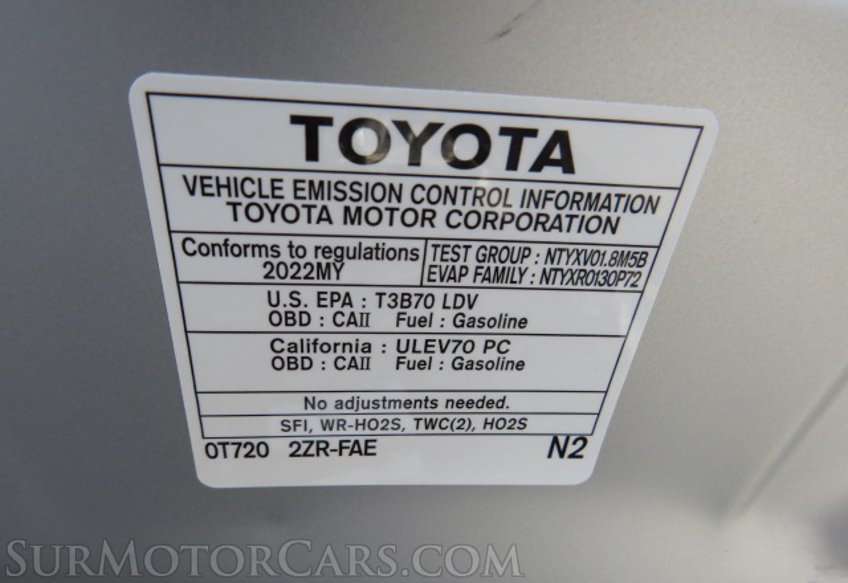 TOYOTA
VEHICLE EMISSION CONTROL INFORMATION
TOYOTA MOTOR CORPORATION
Conforms to regulations
2022MY
TEST GROUP : NTYXV01.8M5B
EVAP FAMILY : NTYXR0130P72
U.S. EPA : T3B70 LDV
OBD : CAII Fuel : Gasoline
California : ULEV70 PC
OBD : CAII Fuel : Gasoline
No adjustments needed.
SFI, WR-HO2S, TWC(2), HO2S
0T720 2ZR-FAE N2
SURMOTORCARS.COM